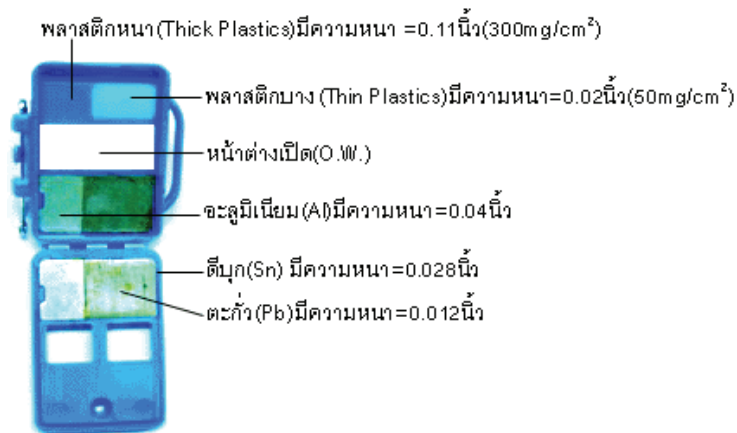 พลาสติกหนา(Thick Plastics)มีความหนา =0.11นิ้ว(300mg/cm²)
พลาสติกบาง (Thin Plastics)มีความหนา=0.02นิ้ว(50mg/cm²)
หน้าต่างเปิด(O.W.)
อะลูมิเนียม(Al)มีความหนา=0.04นิ้ว
ดีบุก(Sn) มีความหนา=0.028นิ้ว
ตะกั่ว(Pb)มีความหนา=0.012นิ้ว